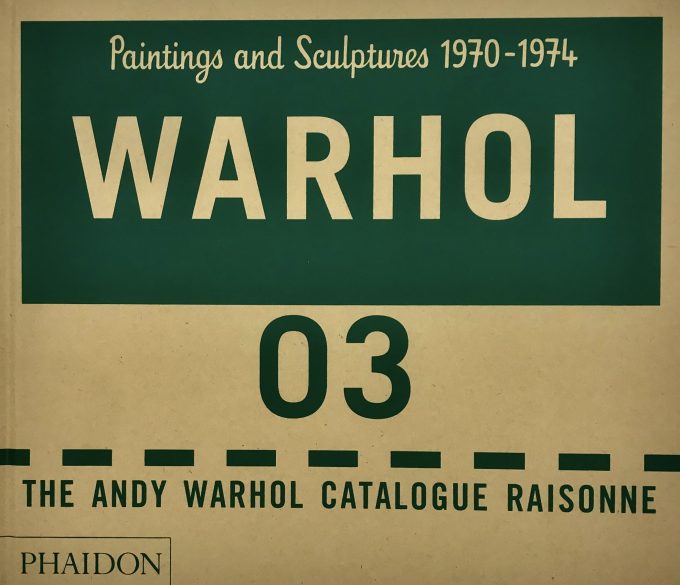 Paintings and Sculptures 1970-1974
WARHOL
03
THE ANDY WARHOL CATALOGUE RAISONNE
PHAIDON